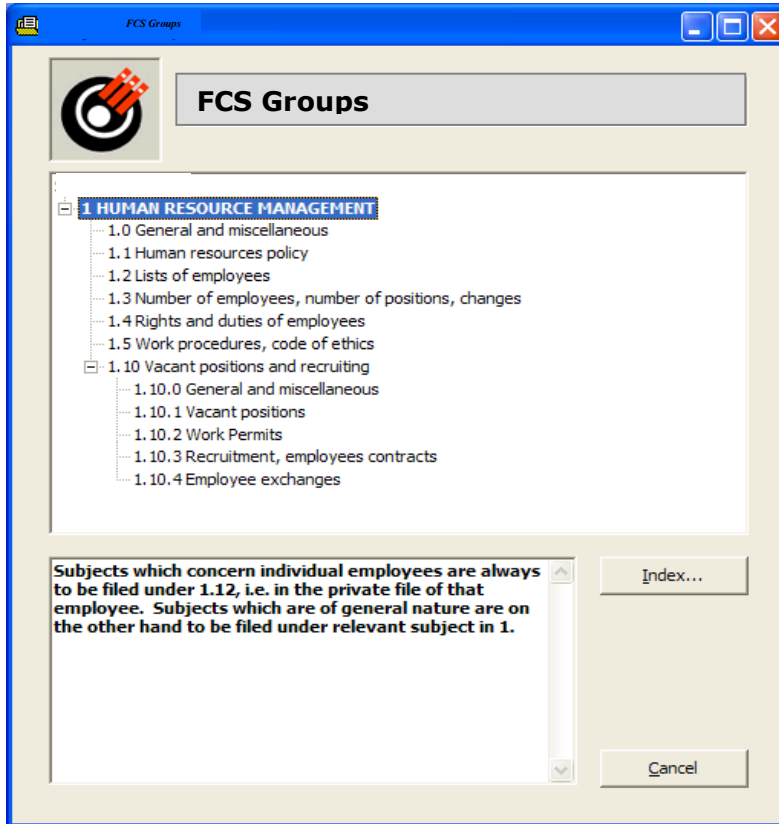 FCS Groups
FCS Groups
1 HUMAN RESOURCE MANAGEMENT
1.0 General and miscellaneous
1.1 Human resources policy
1.2 Lists of employees
1.3 Number of employees, number of positions, changes
1.4 Rights and duties of employees
1.5 Work procedures, code of ethics
1.10 Vacant positions and recruiting
1.10.0 General and miscellaneous
1.10.1 Vacant positions
1.10.2 Work Permits
1.10.3 Recruitment, employees contracts
1.10.4 Employee exchanges
Subjects which concern individual employees are always
to be filed under 1.12, i.e. in the private file of that
employee. Subjects which are of general nature are on
the other hand to be filed under relevant subject in 1.
Index...
Cancel